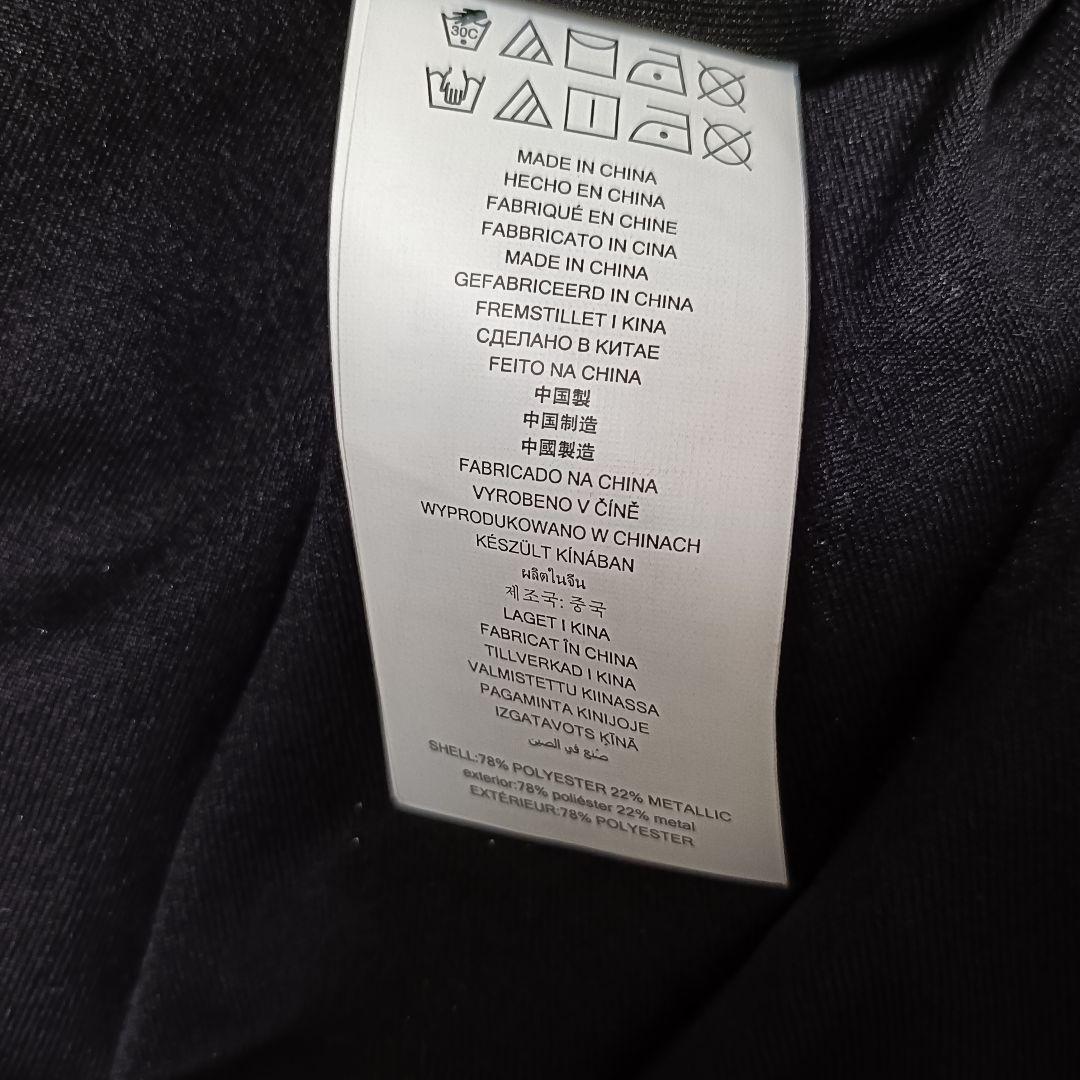 30C
MADE IN CHINA
HECHO EN CHINA
FABRIQUÉ EN CHINE
FABBRICATO IN CINA
MADE IN CHINA
GEFABRICEERD IN CHINA
FREMSTILLET I KINA
СДЕЛАНО В КИТАЕ
FEITO NA CHINA
中国製
中国制造
中國製造
FABRICADO NA CHINA
VYROBENO V ČÍNĚ
WYPRODUKOWANO W CHINACH
KÉSZÜLT KÍNÁBAN
ผลิตในจีน
제조국: 중국
LAGET I KINA
FABRICAT ÎN CHINA
TILLVERKAD I KINA
VALMISTETTU KIINASSA
PAGAMINTA KINIJOJE
IZGATAVOTS ĶĪNĀ
صنع في الصين
SHELL:78% POLYESTER 22% METALLIC
exterior:78% poliéster 22% metal
EXTÉRIEUR:78% POLYESTER